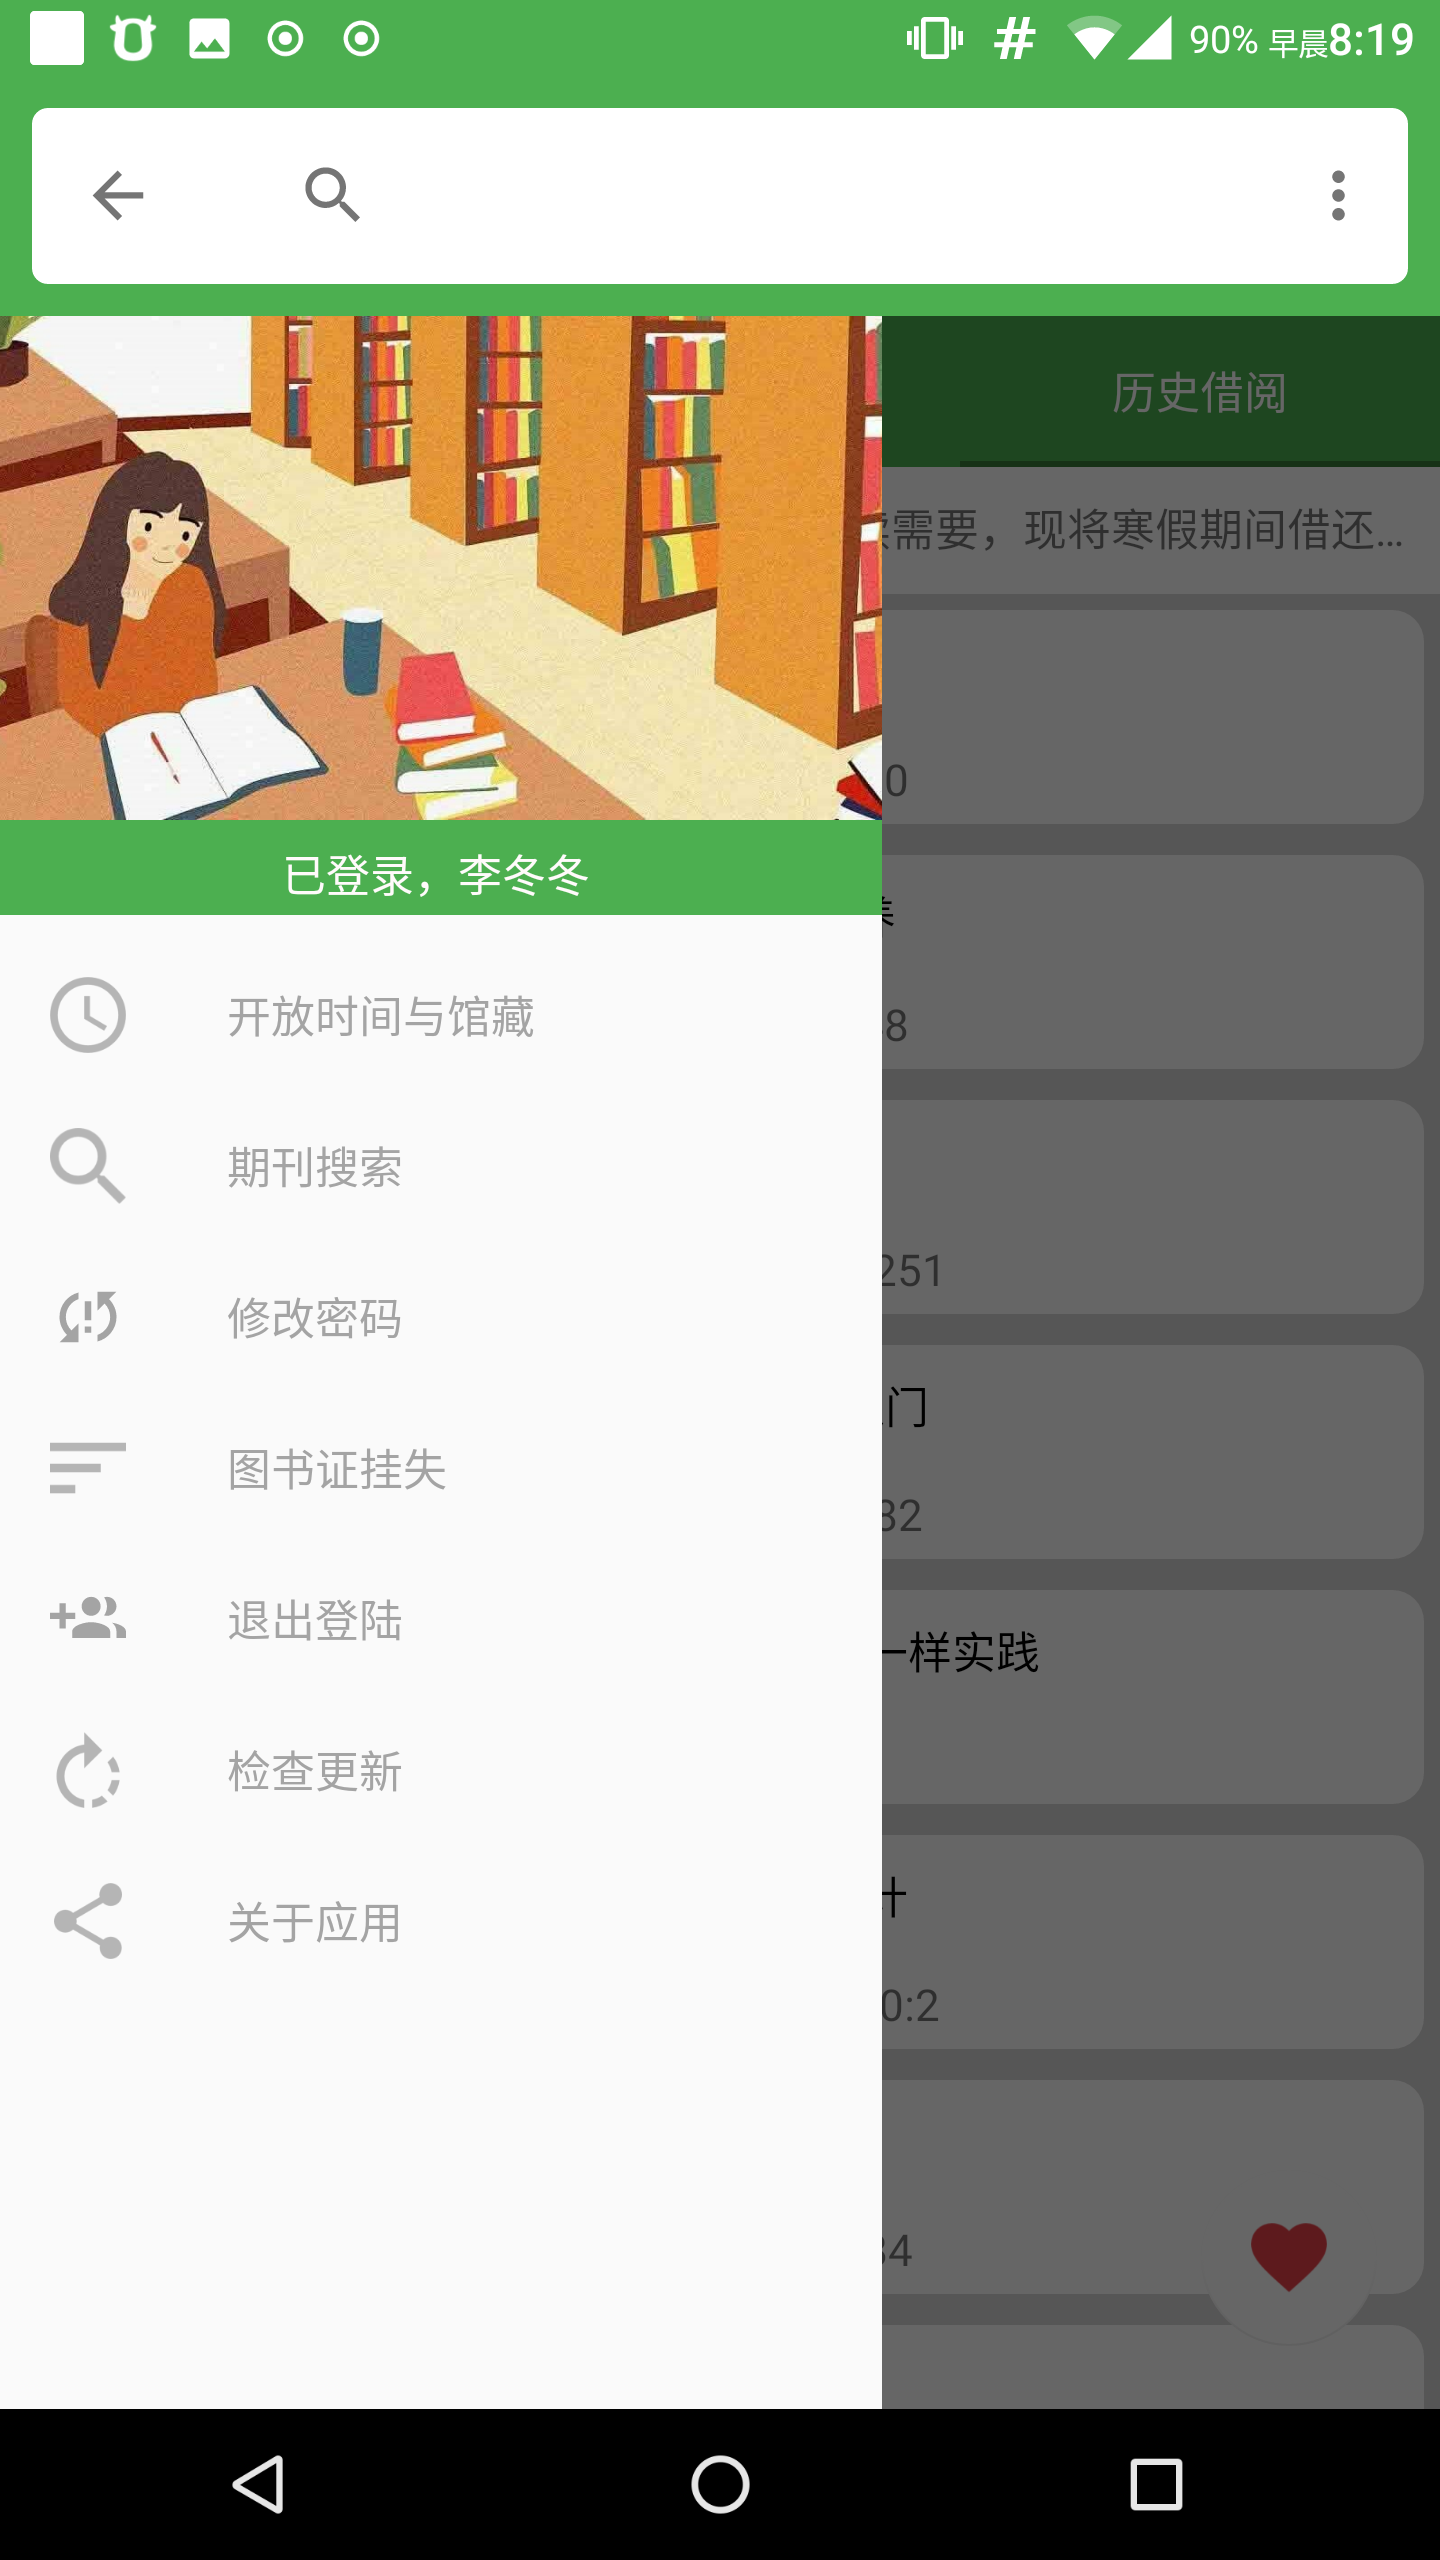 90% 早晨8:19
历史借阅
需要，现将寒假期间借还...
已登录，李冬冬
开放时间与馆藏
期刊搜索
修改密码
图书证挂失
退出登陆
检查更新
关于应用
0
8
251
门
32
一样实践
计
0:2
34